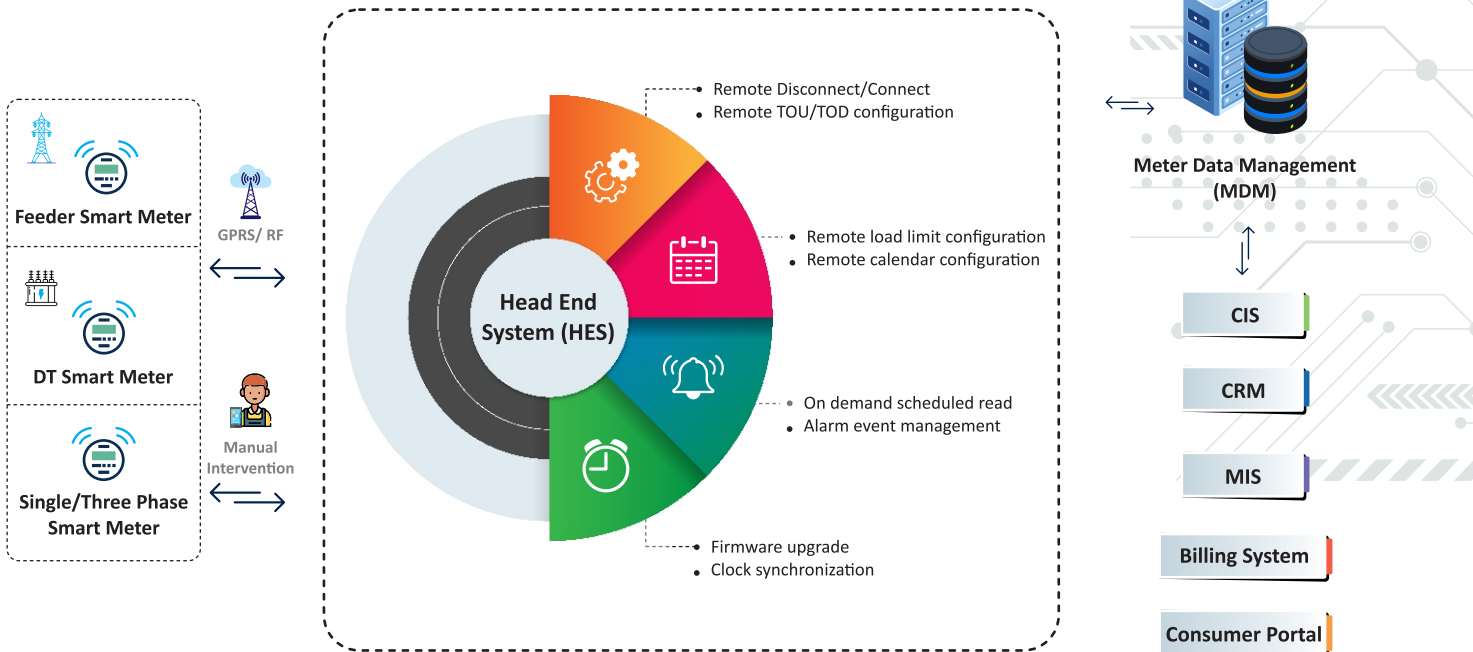 Feeder Smart Meter
DT Smart Meter
Single/Three Phase
Smart Meter
GPRS/ RF
Manual
Intervention
Head End
System (HES)
• Remote Disconnect/Connect
• Remote TOU/TOD configuration
• Remote load limit configuration
• Remote calendar configuration
• On demand scheduled read
• Alarm event management
• Firmware upgrade
• Clock synchronization
Meter Data Management
(MDM)
CIS
CRM
MIS
Billing System
Consumer Portal